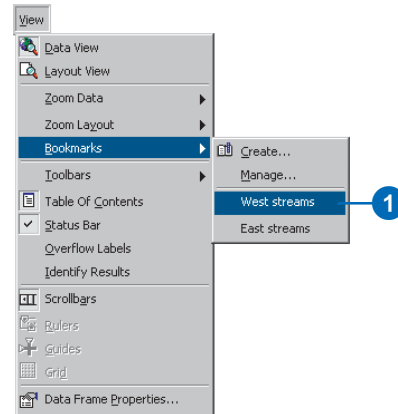 View
Data View
Layout View
Zoom Data
Zoom Layout
Bookmarks
Create...
Manage...
West streams
1
East streams
Toolbars
Table Of Contents
Status Bar
Overflow Labels
Identify Results
Scrollbars
Rulers
Guides
Grid
Data Frame Properties...